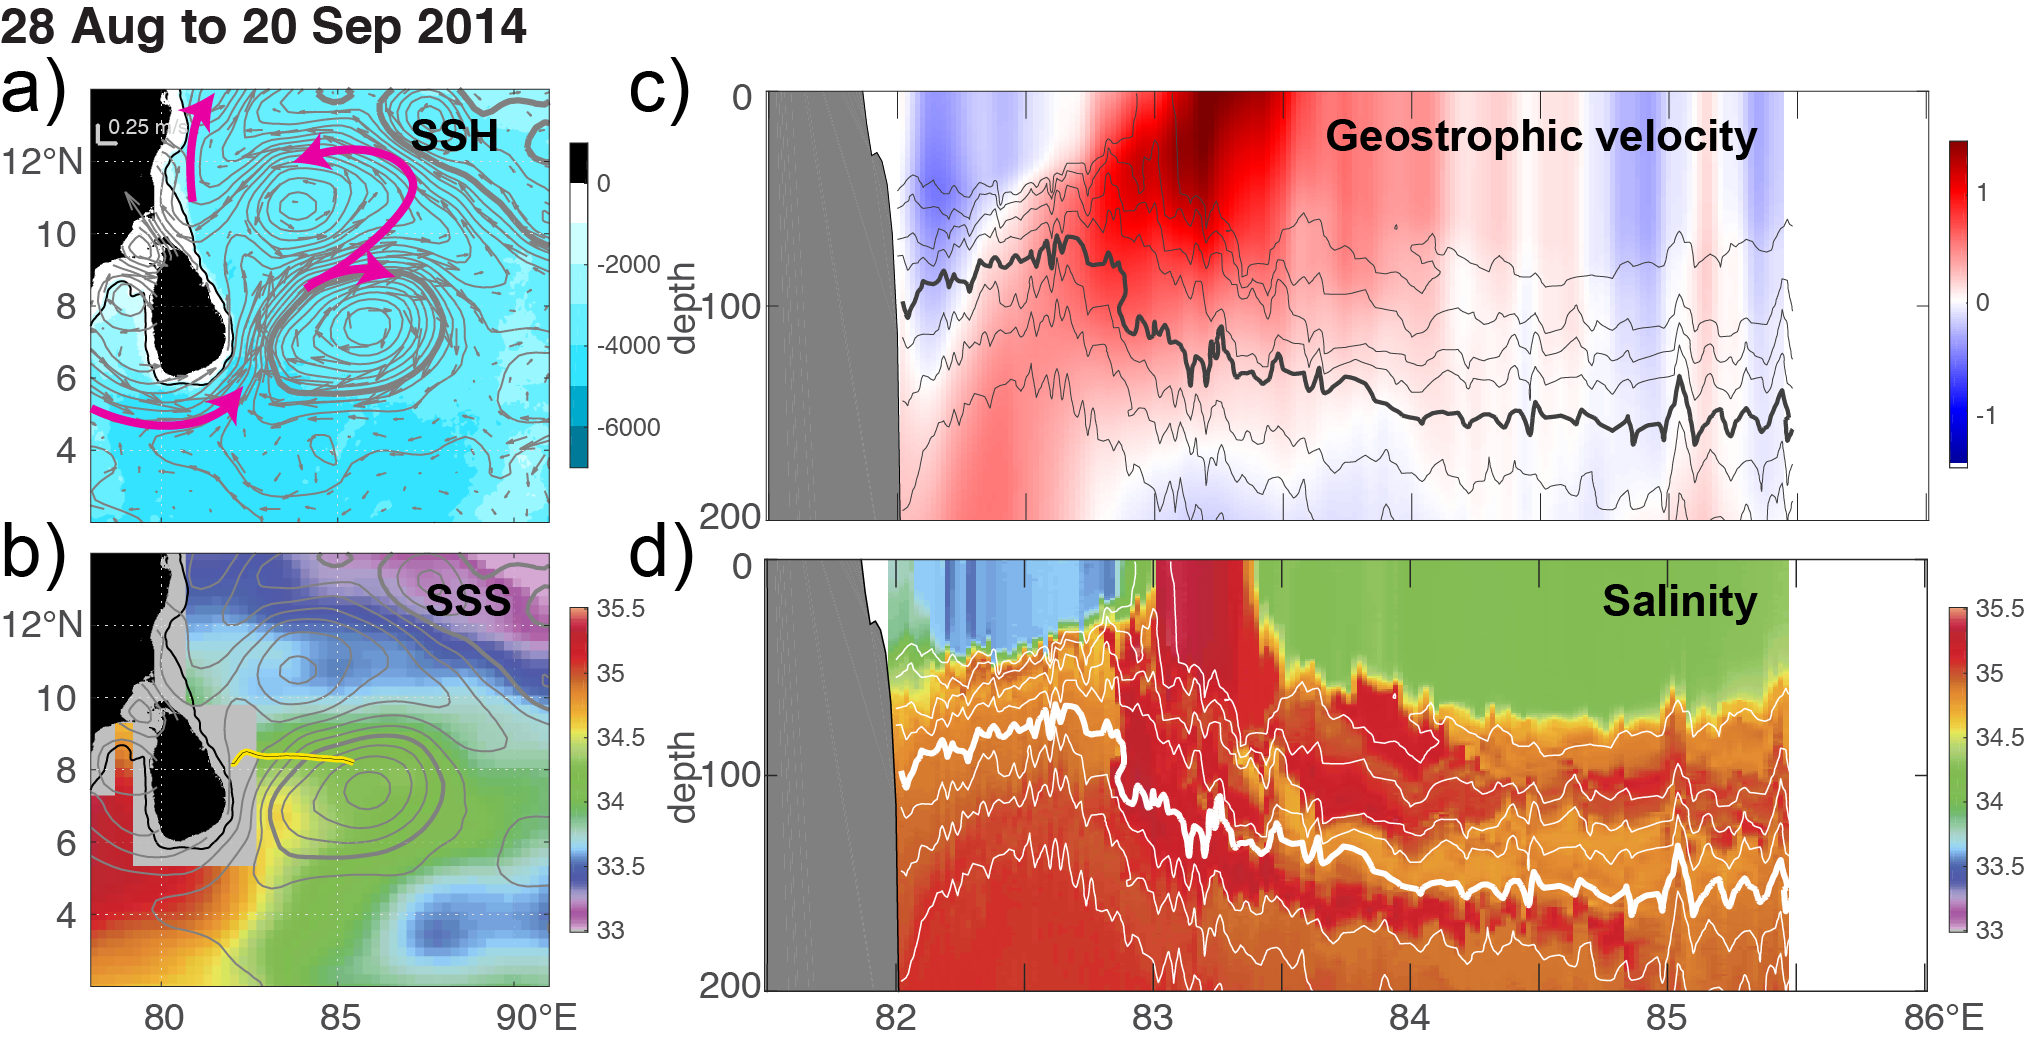 28 Aug to 20 Sep 2014
a)
SSH
0.25 m/s
12°N
10
8
6
4
0
-2000
-4000
-6000
b)
SSS
12°N
10
8
6
4
80
85
90°E
35.5
35
34.5
34
33.5
33
c)
Geostrophic velocity
0
100
200
depth
1
0
-1
d)
Salinity
0
100
200
depth
82
83
84
85
86°E
35.5
35
34.5
34
33.5
33